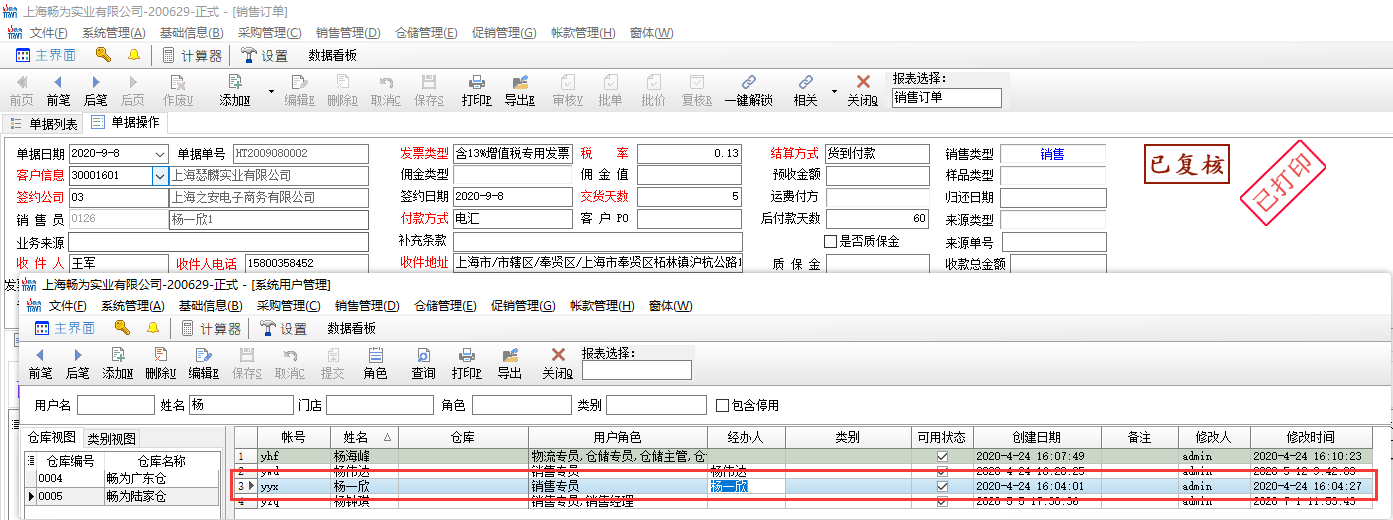 上海畅为实业有限公司-200629-正式 - [销售订单]
文件(F) 系统管理(A) 基础信息(B) 采购管理(C) 销售管理(D) 仓储管理(E) 促销管理(G) 帐款管理(H) 窗体(W)
主界面 计算器 设置 数据看板
前页 前笔 后笔 后页 作废U 添加N 编辑E 删除D 取消C 保存S 打印P 导出E 审核V 批单 批价 复核R 一键解锁 相关 关闭Q 报表选择: 销售订单
单据列表 单据操作
单据日期 2020-9-8 单据单号 HT2009080002 发票类型 含13%增值税专用发票 税 率 0.13 结算方式 货到付款 销售类型 销售
客户信息 30001601 上海瑟麟实业有限公司 佣金类型 佣 金 值 预收金额 样品类型
签约公司 03 上海之安电子商务有限公司 签约日期 2020-9-8 交货天数 5 运费付方 归还日期
销 售 员 0126 杨一欣1 付款方式 电汇 客 户 PO 后付款天数 60 来源类型
业务来源 补充条款 是否质保金 来源单号
收 件 人 王军 收件人电话 15800358452 收件地址 上海市/市辖区/奉贤区/上海市奉贤区柘林镇沪杭公路1 质 保 金 收款总金额
已复核
已打印
发票
上海畅为实业有限公司-200629-正式 - [系统用户管理]
文件(F) 系统管理(A) 基础信息(B) 采购管理(C) 销售管理(D) 仓储管理(E) 促销管理(G) 帐款管理(H) 窗体(W)
主界面 计算器 设置 数据看板
前笔 后笔 添加N 删除U 编辑E 保存S 取消C 提交 角色 查询 打印P 导出 关闭Q 报表选择:
用户名 姓名 杨 门店 角色 类别 包含停用
仓库视图 类别视图
仓库编号 仓库名称
0004 畅为广东仓
0005 畅为陆家仓
帐号 姓名 仓库 用户角色 经办人 类别 可用状态 创建日期 备注 修改人 修改时间
1 yhf 杨海峰 物流专员,仓储专员,仓储主管,仓 2020-4-24 16:07:49 admin 2020-4-24 16:10:23
2 ywd 杨伟达 销售专员 杨伟达 admin
3 yyx 杨一欣 销售专员 杨一欣 2020-4-24 16:04:01 admin 2020-4-24 16:04:27
4 yzq 杨钟琪 销售专员,销售经理 admin